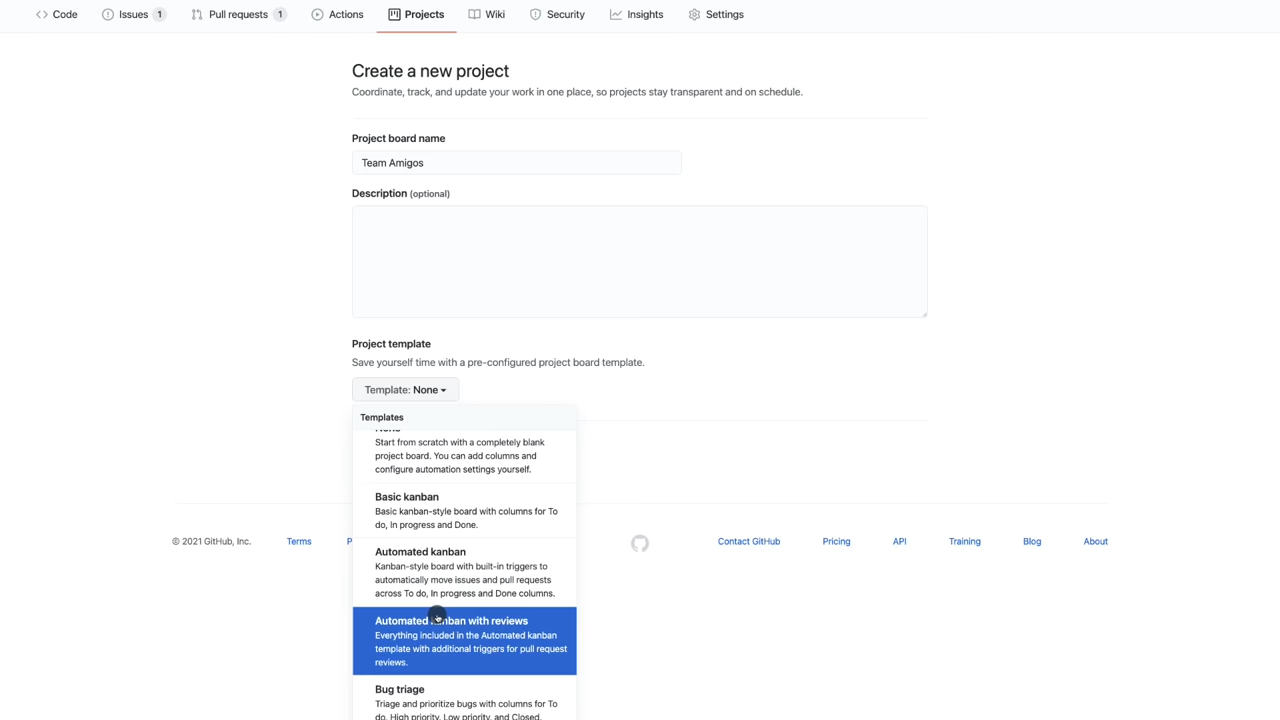 Code
Issues 1
Pull requests 1
Actions
Projects
Wiki
Security
Insights
Settings
Create a new project
Coordinate, track, and update your work in one place, so projects stay transparent and on schedule.
Project board name
Team Amigos
Description (optional)
Project template
Save yourself time with a pre-configured project board template.
Template: None
Templates
None
Start from scratch with a completely blank
project board. You can add columns and
configure automation settings yourself.
Basic kanban
Basic kanban-style board with columns for To
do, In progress and Done.
Automated kanban
Kanban-style board with built-in triggers to
automatically move issues and pull requests
across To do, In progress and Done columns.
Automated kanban with reviews
Everything included in the Automated kanban
template with additional triggers for pull request
reviews.
Bug triage
Triage and prioritize bugs with columns for To
do, High priority, Low priority, and Closed.
© 2021 GitHub, Inc.
Terms
P
Contact GitHub
Pricing
API
Training
Blog
About